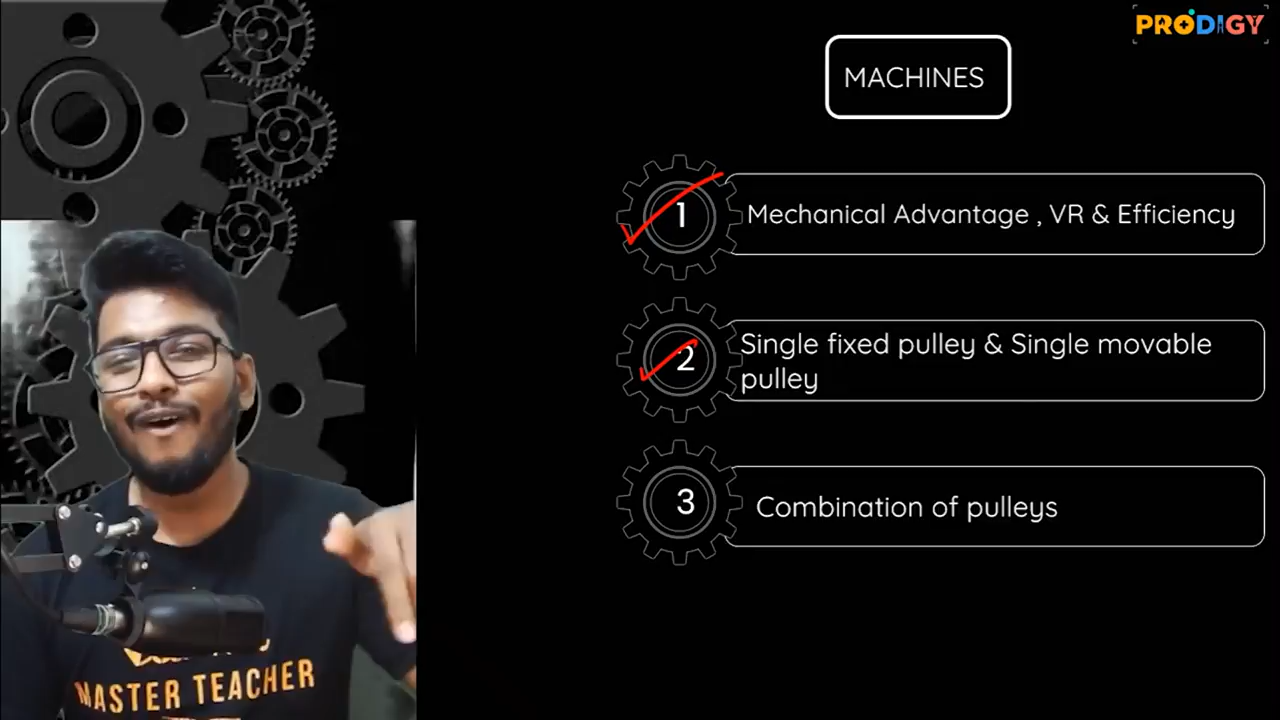 PRODIGY
MACHINES
1
Mechanical Advantage , VR & Efficiency
2
Single fixed pulley & Single movable
pulley
3
Combination of pulleys
MASTER TEACHER